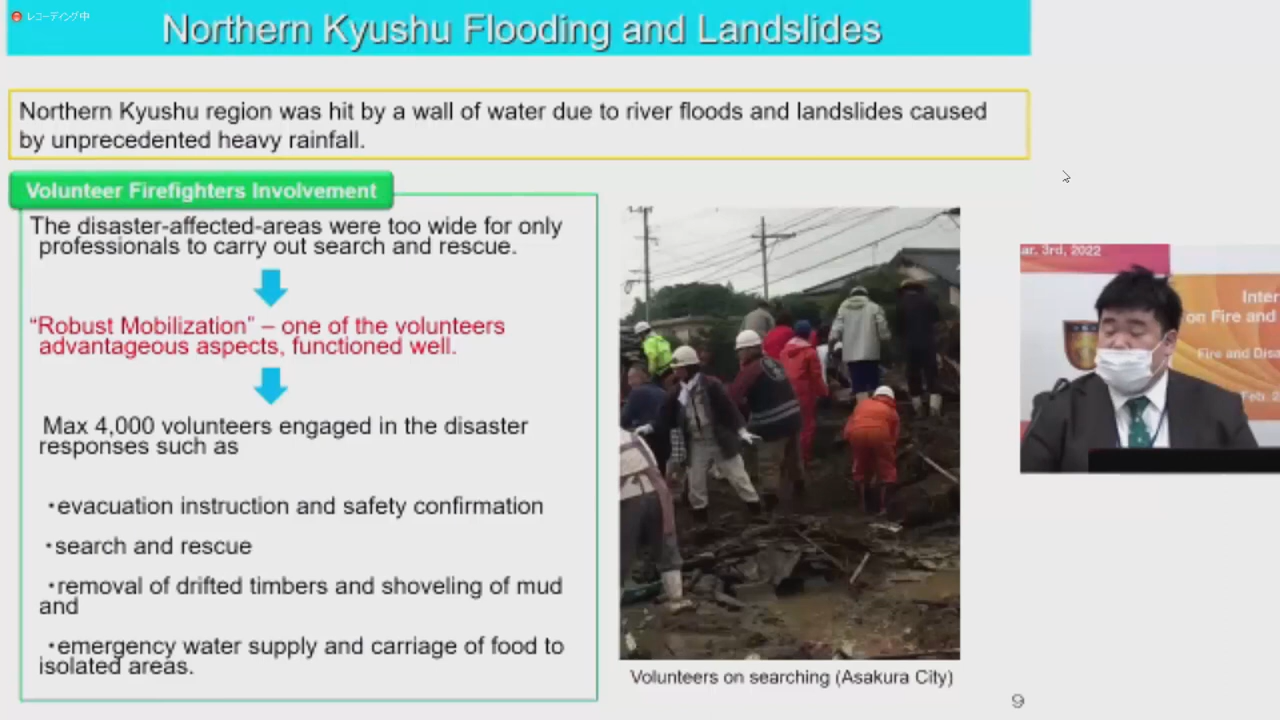 レコーディング中
Northern Kyushu Flooding and Landslides
Northern Kyushu region was hit by a wall of water due to river floods and landslides caused
by unprecedented heavy rainfall.
Volunteer Firefighters Involvement
The disaster-affected-areas were too wide for only
professionals to carry out search and rescue.
“Robust Mobilization” – one of the volunteers
advantageous aspects, functioned well.
Max 4,000 volunteers engaged in the disaster
responses such as
・evacuation instruction and safety confirmation
・search and rescue
・removal of drifted timbers and shoveling of mud
and
・emergency water supply and carriage of food to
isolated areas.
Volunteers on searching (Asakura City)
9
ar. 3rd, 2022
Inter
on Fire and
Fire and Disa
Feb. 2